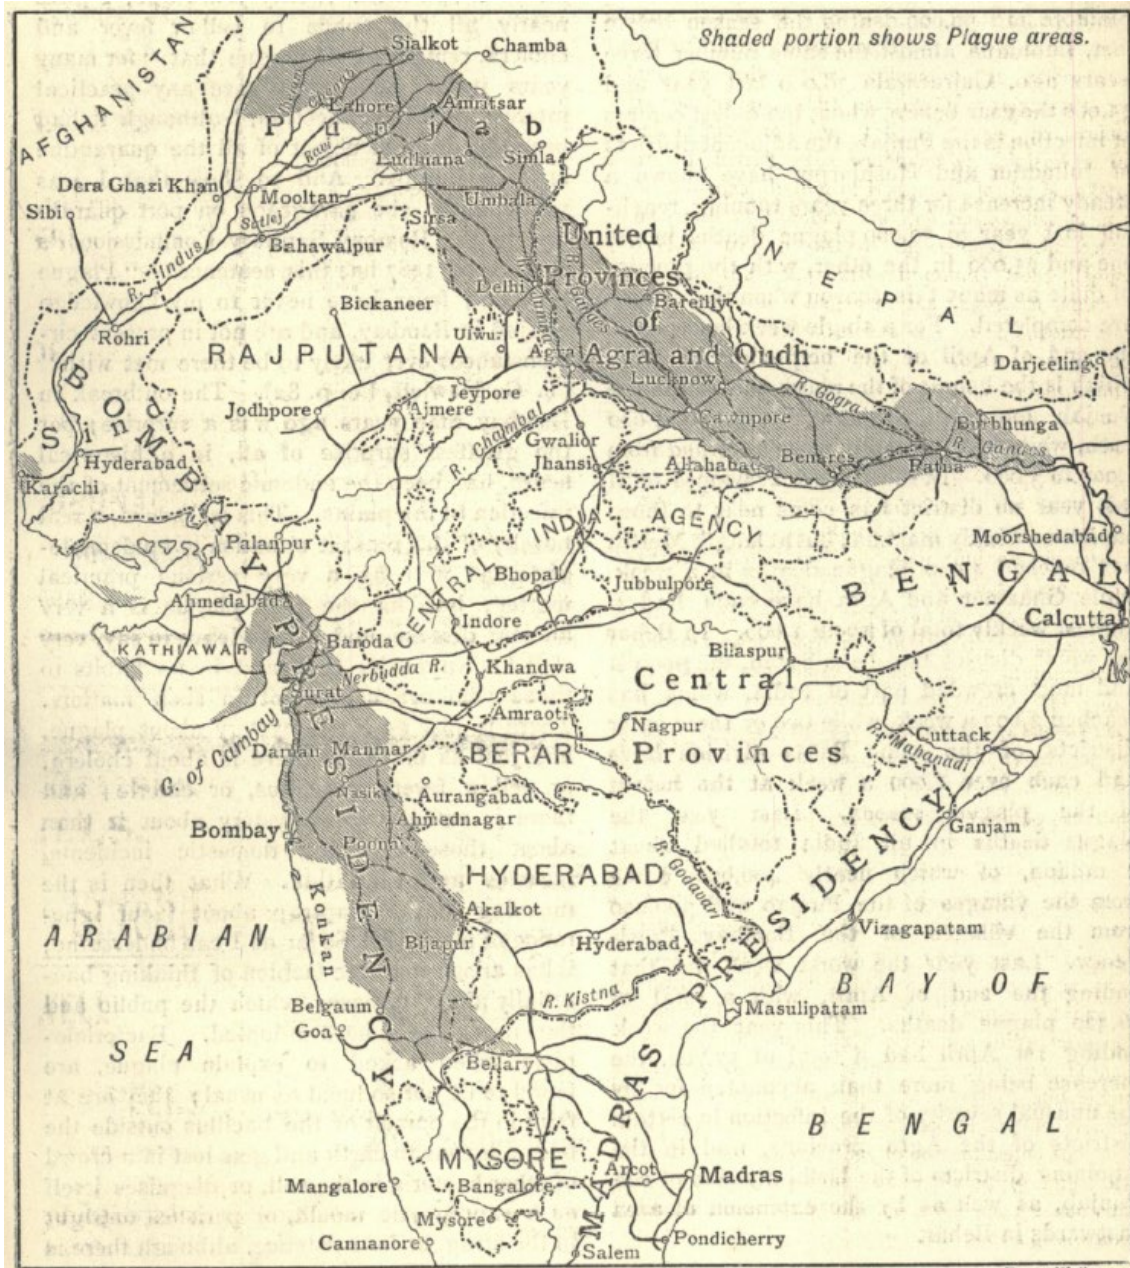 Shaded portion shows Plague areas.
AFGHANISTAN
Sialkot
Chamba
Lahore
Amritsar
Punjab
Ravi
Ludhiana
Simla
Dera Ghazi Khan
Mooltan
Umbala
Sibi
Sutlej
Sirsa
Bahawalpur
R. Indus
United
Provinces
of
Agra and Oudh
NEPAL
Delhi
R. Jumna
R. Ganges
Bareilly
Bickaneer
Rohri
Ulwur
RAJPUTANA
Agra
Darjeeling
Lucknow
Jeypore
Jodhpore
Ajmere
R. Gogra
Cawnpore
Durbhunga
R. Chalmba
Gwalior
R. Ganges
Sind
BOMBAY PRESIDENCY
Hyderabad
Jhansi
Allahabad
Benares
Patna
Karachi
CENTRAL INDIA AGENCY
Palanpur
Moorshedabad
Bhopal
Jubbulpore
BENGAL
Ahmedabad
Indore
Calcutta
KATHIAWAR
Baroda
Bilaspur
Nerbudda R.
Khandwa
Central
Provinces
Surat
Amraoti
Nagpur
G. of Cambay
Daman
Manmar
BERAR
Cuttack
R. Mahanadi
Nasik
Aurangabad
Ahmednagar
Ganjam
Bombay
Poona
HYDERABAD
R. Godavari
Konkan
Akalkot
ARABIAN
SEA
Bijapur
Hyderabad
Vizagapatam
MADRAS PRESIDENCY
R. Kistna
BAY OF
BENGAL
Belgaum
Masulipatam
Goa
Bellary
MYSORE
Arcot
Madras
Mangalore
Bangalore
Mysore
Cannanore
Pondicherry
Salem